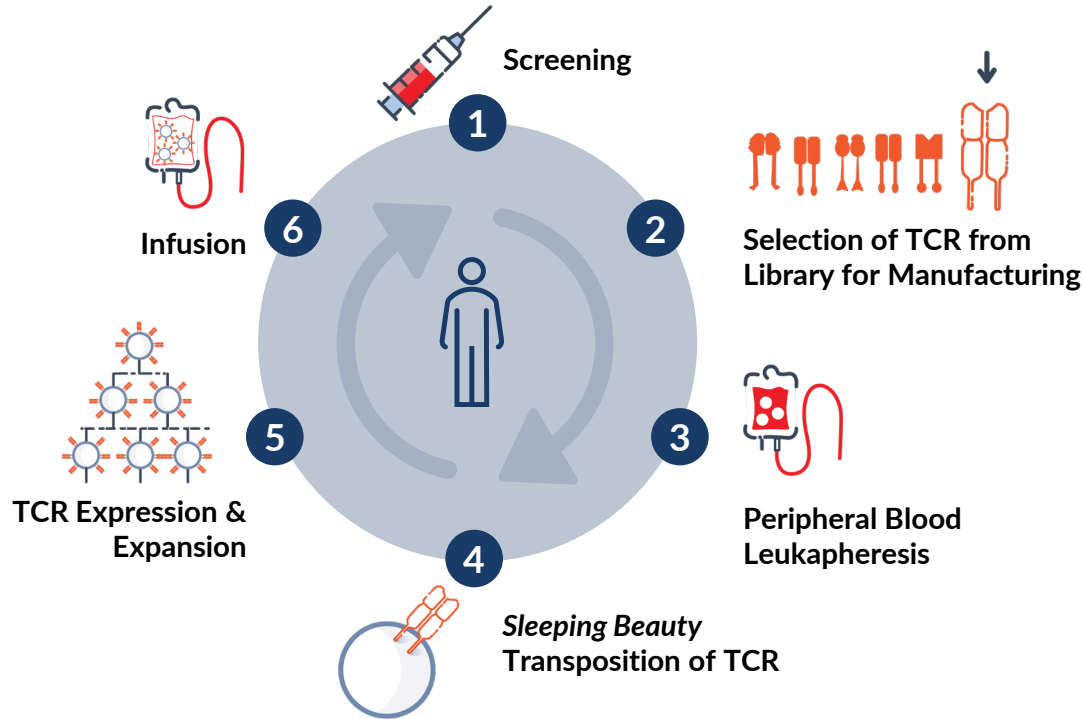 1
Screening
2
Selection of TCR from
Library for Manufacturing
3
Peripheral Blood
Leukapheresis
4
Sleeping Beauty
Transposition of TCR
5
TCR Expression &
Expansion
6
Infusion